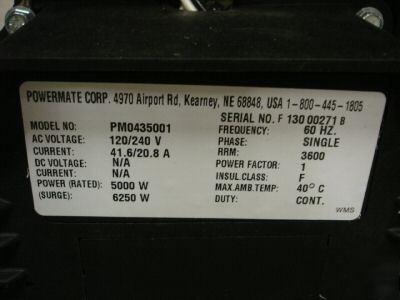 POWERMATE CORP. 4970 Airport Rd, Kearney, NE 68848, USA 1-800-445-1805
SERIAL NO. F 13 00271 B
MODEL NO: PM0435001
FREQUENCY: 60 HZ.
AC VOLTAGE: 120/240 V
PHASE: SINGLE
CURRENT: 41.6/20.8 A
RRM: 3600
DC VOLTAGE: N/A
POWER FACTOR: 1
CURRENT: N/A
INSUL CLASS: F
POWER (RATED): 5000 W
MAX.AMB.TEMP: 40° C
(SURGE): 6250 W
DUTY: CONT.
WMS